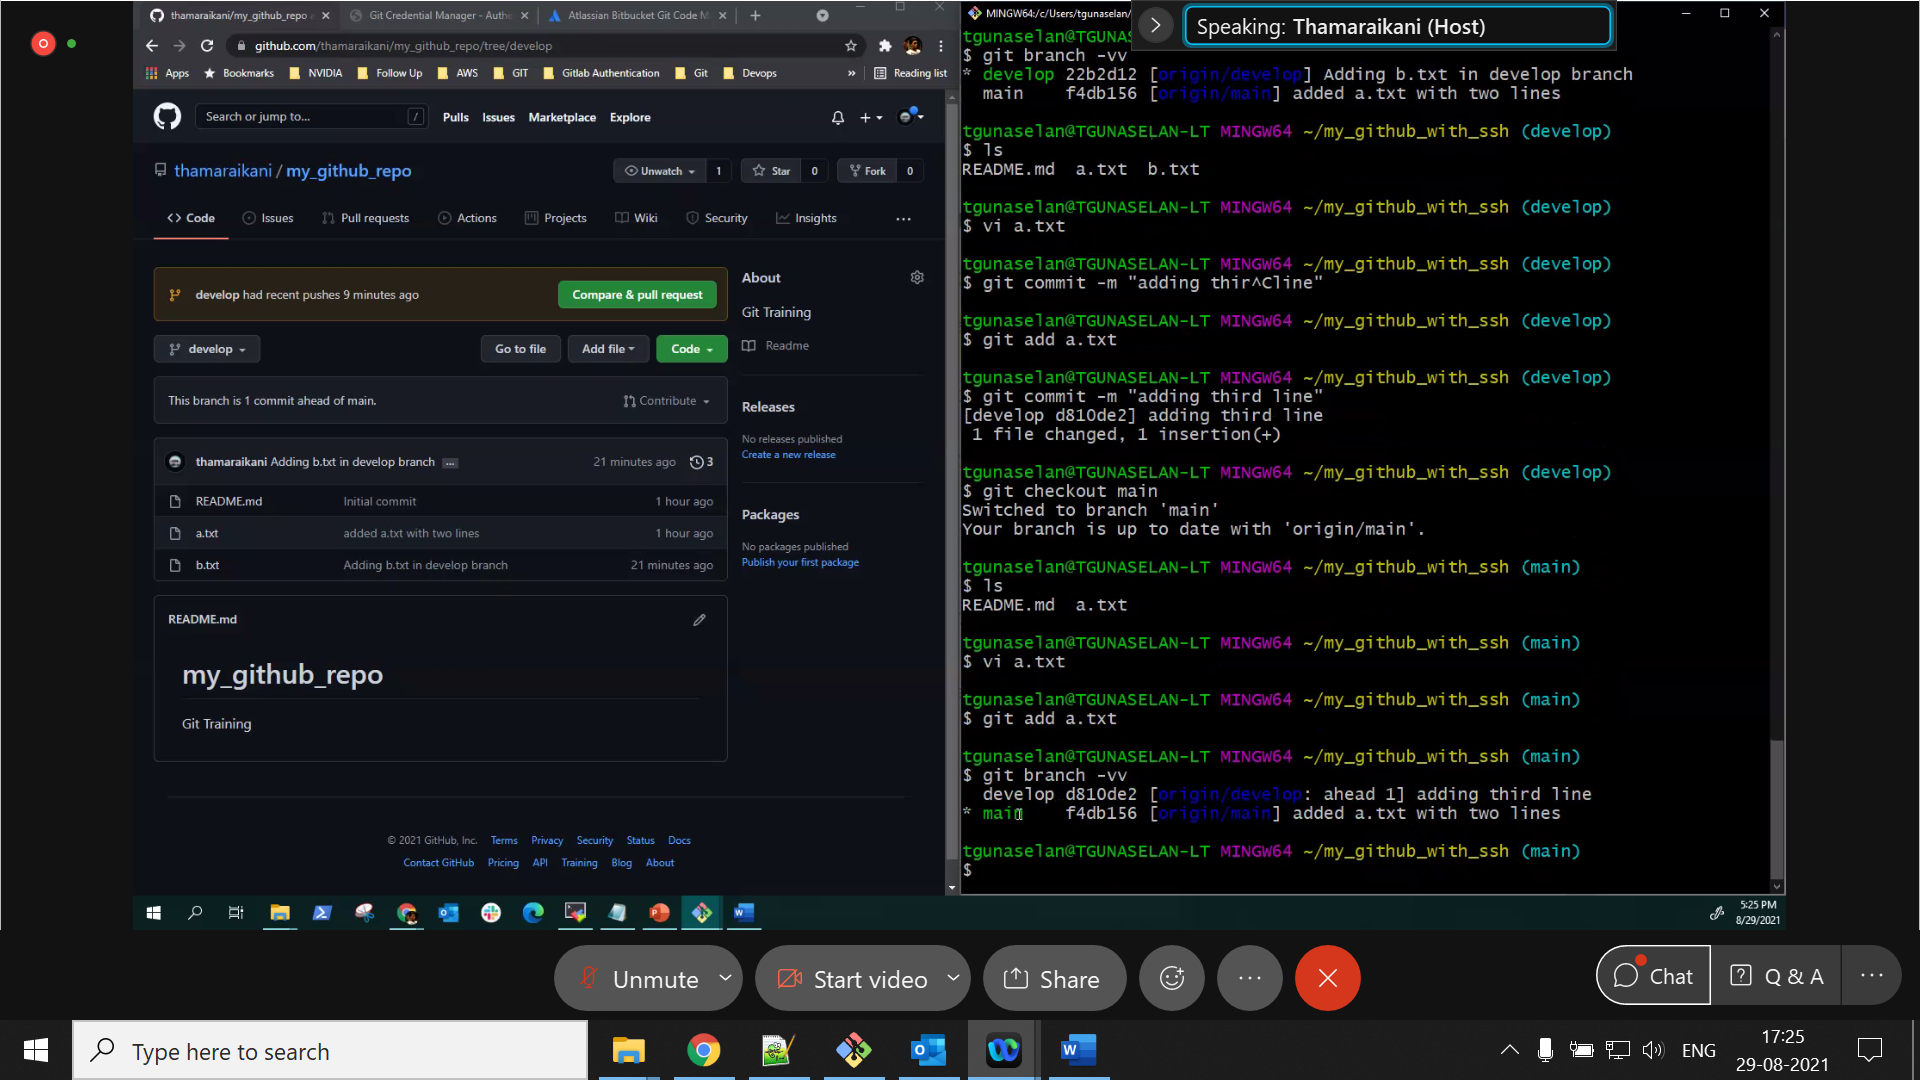 thamaraikani/my_github_repo
Git Credential Manager - Authe
Atlassian Bitbucket Git Code M
github.com/thamaraikani/my_github_repo/tree/develop
Apps
Bookmarks
NVIDIA
Follow Up
AWS
GIT
Gitlab Authentication
Git
Devops
»
Reading list
Search or jump to...
/
Pulls
Issues
Marketplace
Explore
thamaraikani / my_github_repo
Unwatch
1
Star
0
Fork
0
Code
Issues
Pull requests
Actions
Projects
Wiki
Security
Insights
...
develop had recent pushes 9 minutes ago
Compare & pull request
develop
Go to file
Add file
Code
This branch is 1 commit ahead of main.
Contribute
thamaraikani Adding b.txt in develop branch ...
21 minutes ago
3
README.md
Initial commit
1 hour ago
a.txt
added a.txt with two lines
1 hour ago
b.txt
Adding b.txt in develop branch
21 minutes ago
README.md
my_github_repo
Git Training
About
Git Training
Readme
Releases
No releases published
Create a new release
Packages
No packages published
Publish your first package
© 2021 GitHub, Inc.
Terms
Privacy
Security
Status
Docs
Contact GitHub
Pricing
API
Training
Blog
About
MINGW64:/c/Users/tgunaselan/
Speaking: Thamaraikani (Host)
tgunaselan@TGUNAS
$ git branch -vv
* develop 22b2d12 [origin/develop] Adding b.txt in develop branch
main f4db156 [origin/main] added a.txt with two lines
tgunaselan@TGUNASELAN-LT MINGW64 ~/my_github_with_ssh (develop)
$ ls
README.md a.txt b.txt
tgunaselan@TGUNASELAN-LT MINGW64 ~/my_github_with_ssh (develop)
$ vi a.txt
tgunaselan@TGUNASELAN-LT MINGW64 ~/my_github_with_ssh (develop)
$ git commit -m "adding thir^Cline"
tgunaselan@TGUNASELAN-LT MINGW64 ~/my_github_with_ssh (develop)
$ git add a.txt
tgunaselan@TGUNASELAN-LT MINGW64 ~/my_github_with_ssh (develop)
$ git commit -m "adding third line"
[develop d810de2] adding third line
1 file changed, 1 insertion(+)
tgunaselan@TGUNASELAN-LT MINGW64 ~/my_github_with_ssh (develop)
$ git checkout main
Switched to branch 'main'
Your branch is up to date with 'origin/main'.
tgunaselan@TGUNASELAN-LT MINGW64 ~/my_github_with_ssh (main)
$ ls
README.md a.txt
tgunaselan@TGUNASELAN-LT MINGW64 ~/my_github_with_ssh (main)
$ vi a.txt
tgunaselan@TGUNASELAN-LT MINGW64 ~/my_github_with_ssh (main)
$ git add a.txt
tgunaselan@TGUNASELAN-LT MINGW64 ~/my_github_with_ssh (main)
$ git branch -vv
develop d810de2 [origin/develop: ahead 1] adding third line
* main f4db156 [origin/main] added a.txt with two lines
tgunaselan@TGUNASELAN-LT MINGW64 ~/my_github_with_ssh (main)
$
5:25 PM
8/29/2021
Unmute
Start video
Share
...
Chat
Q & A
...
Type here to search
ENG
17:25
29-08-2021